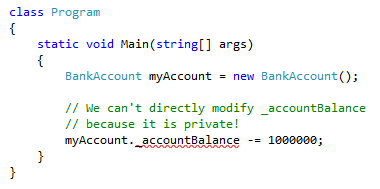 class Program
{
    static void Main(string[] args)
    {
        BankAccount myAccount = new BankAccount();
        // We can't directly modify _accountBalance
        // because it is private!
        myAccount._accountBalance -= 1000000;
    }
}